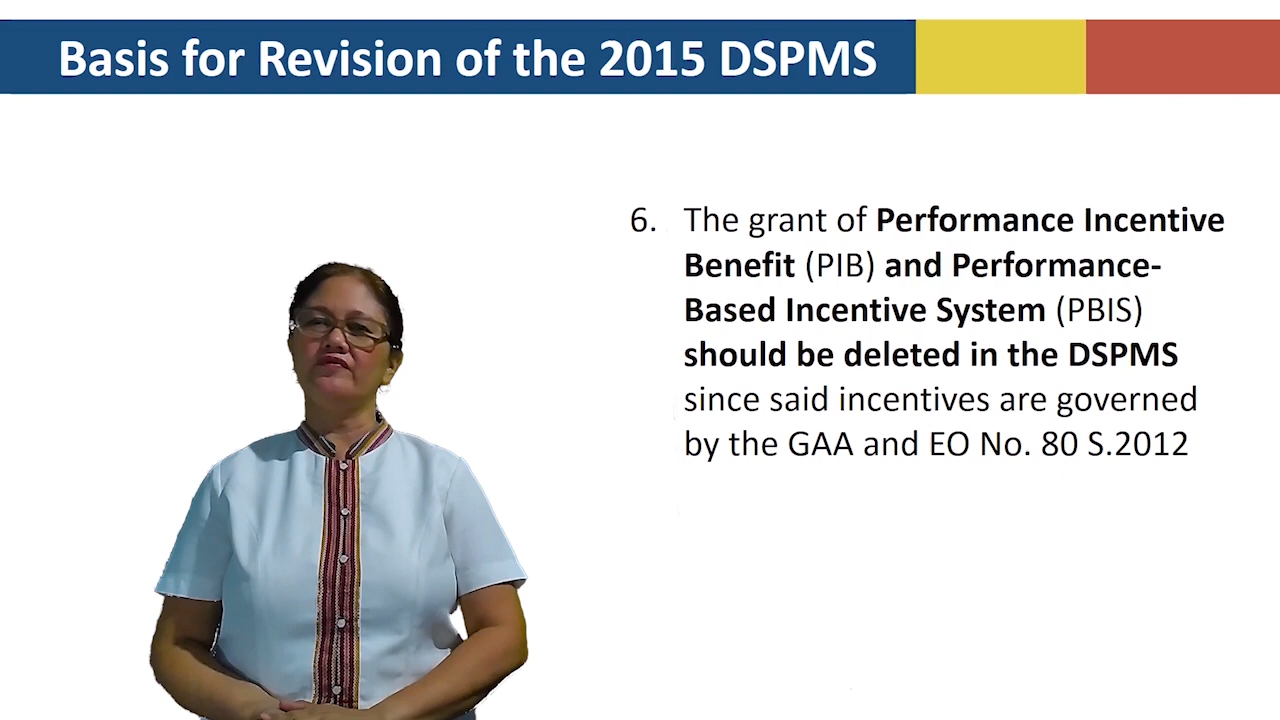 Basis for Revision of the 2015 DSPMS
6. The grant of Performance Incentive
Benefit (PIB) and Performance-
Based Incentive System (PBIS)
should be deleted in the DSPMS
since said incentives are governed
by the GAA and EO No. 80 S.2012